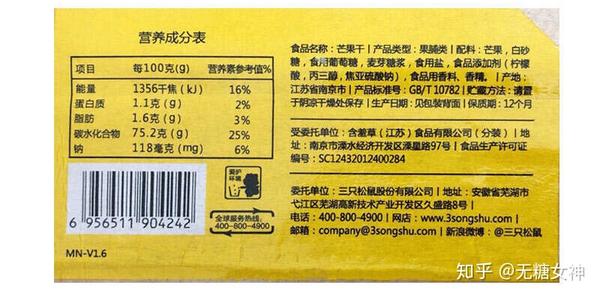 营养成分表
项目 每100克(g) 营养素参考值%
能量 1356千焦(kJ) 16%
蛋白质 1.1克(g) 2%
脂肪 1.6克(g) 3%
碳水化合物 75.2克(g) 25%
钠 118毫克(mg) 6%
爱护
环境
6 956511 904242
全球服务热线
400-800-4900
MN-V1.6
食品名称：芒果干 | 产品类型：果脯类 | 配料：芒果，白砂
糖，食用葡萄糖，麦芽糖浆，食用盐，食品添加剂(柠檬
酸，丙三醇，焦亚硫酸钠)，食品用香料、香精。| 产地：
江苏省南京市 | 产品标准号：GB/T 10782 | 贮藏方法：请置
于阴凉干燥处保存 | 生产日期：见包装背面 | 保质期：12个月
受委托单位：含羞草（江苏）食品有限公司（分装）| 地
址：南京市溧水经济开发区溧星路97号 | 食品生产许可证
编号：SC12432012400284
委托单位：三只松鼠股份有限公司 | 地址：安徽省芜湖市
弋江区芜湖高新技术产业开发区久盛路8号
电话：400-800-4900 | 网店：www.3songshu.com
邮箱：company@3songshu.com | 新浪微博：@三只松鼠
知乎 @无糖女神